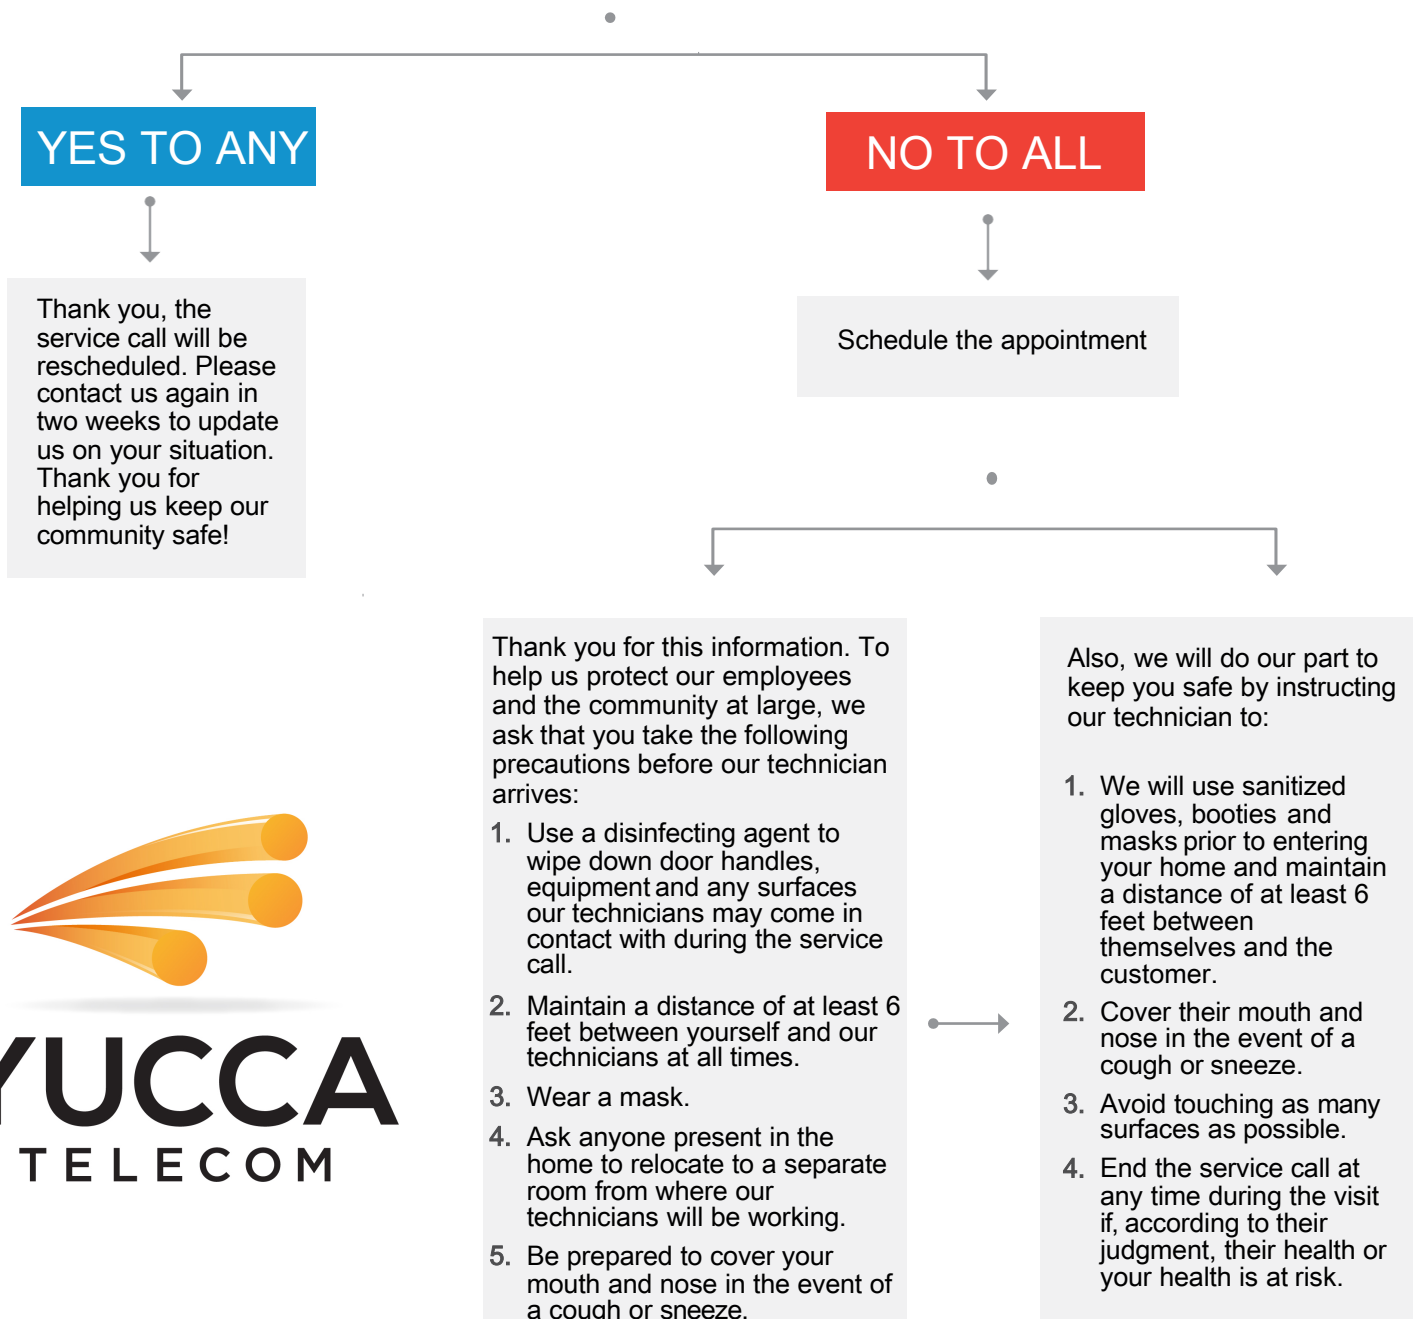 YES TO ANY
NO TO ALL
Thank you, the
service call will be
rescheduled. Please
contact us again in
two weeks to update
us on your situation.
Thank you for
helping us keep our
community safe!
Schedule the appointment
Thank you for this information. To
help us protect our employees
and the community at large, we
ask that you take the following
precautions before our technician
arrives:
1. Use a disinfecting agent to
wipe down door handles,
equipment and any surfaces
our technicians may come in
contact with during the service
call.
2. Maintain a distance of at least 6
feet between yourself and our
technicians at all times.
3. Wear a mask.
4. Ask anyone present in the
home to relocate to a separate
room from where our
technicians will be working.
5. Be prepared to cover your
mouth and nose in the event of
a cough or sneeze.
Also, we will do our part to
keep you safe by instructing
our technician to:
1. We will use sanitized
gloves, booties and
masks prior to entering
your home and maintain
a distance of at least 6
feet between
themselves and the
customer.
2. Cover their mouth and
nose in the event of a
cough or sneeze.
3. Avoid touching as many
surfaces as possible.
4. End the service call at
any time during the visit
if, according to their
judgment, their health or
your health is at risk.
YUCCA
TELECOM